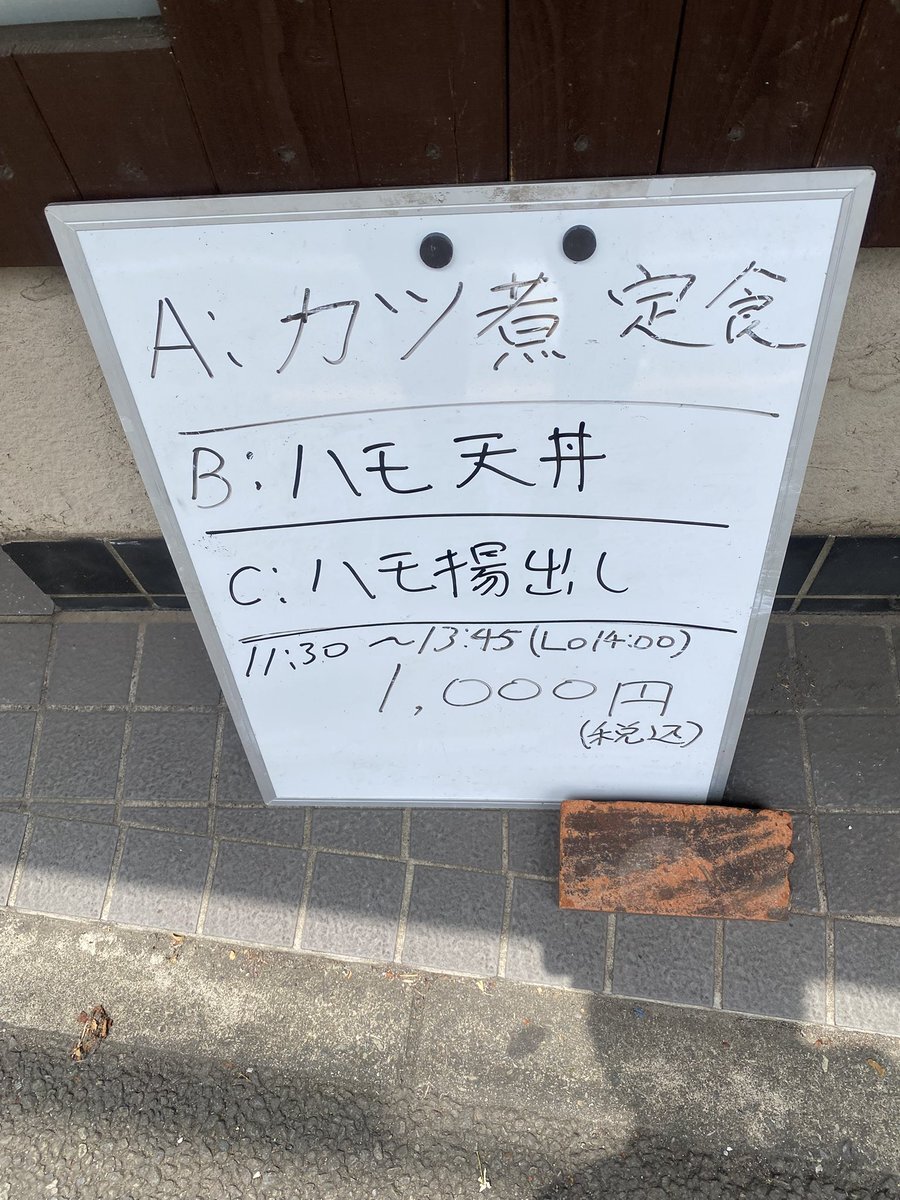 A: カツ煮 定食
B: ハモ 天丼
C: ハモ揚出し
11:30 〜13:45 (Lo14:00)
1,000円
(税込)